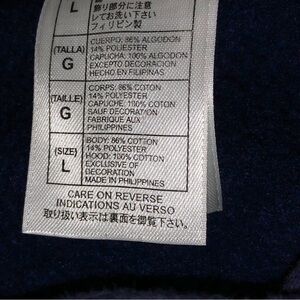 L
飾り部分に注意
してお洗い下さい
フィリピン製
(TALLA)
G
CUERPO: 86% ALGODON
14% POLIESTER
CAPUCHA: 100% ALGODON
EXCEPTO DECORACION
HECHO EN FILIPINAS
(TAILLE)
G
CORPS: 86% COTON
14% POLYESTER
CAPUCHE: 100% COTON
SAUF DECORATION
FABRIQUE AUX
PHILIPPINES
(SIZE)
L
BODY: 86% COTTON
14% POLYESTER
HOOD: 100% COTTON
EXCLUSIVE OF
DECORATION
MADE IN PHILIPPINES
CARE ON REVERSE
INDICATIONS AU VERSO
取り扱い表示は裏面を御覧下さい。